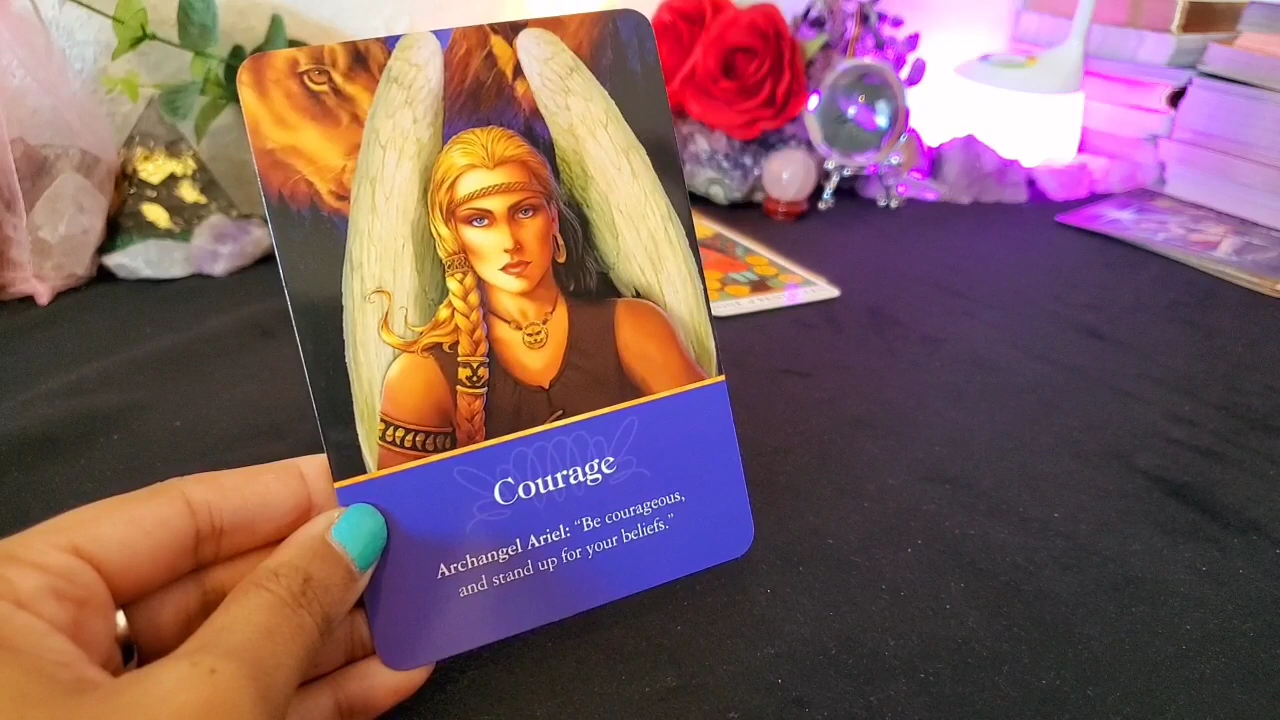 Courage
Archangel Ariel: “Be courageous,
and stand up for your beliefs.”